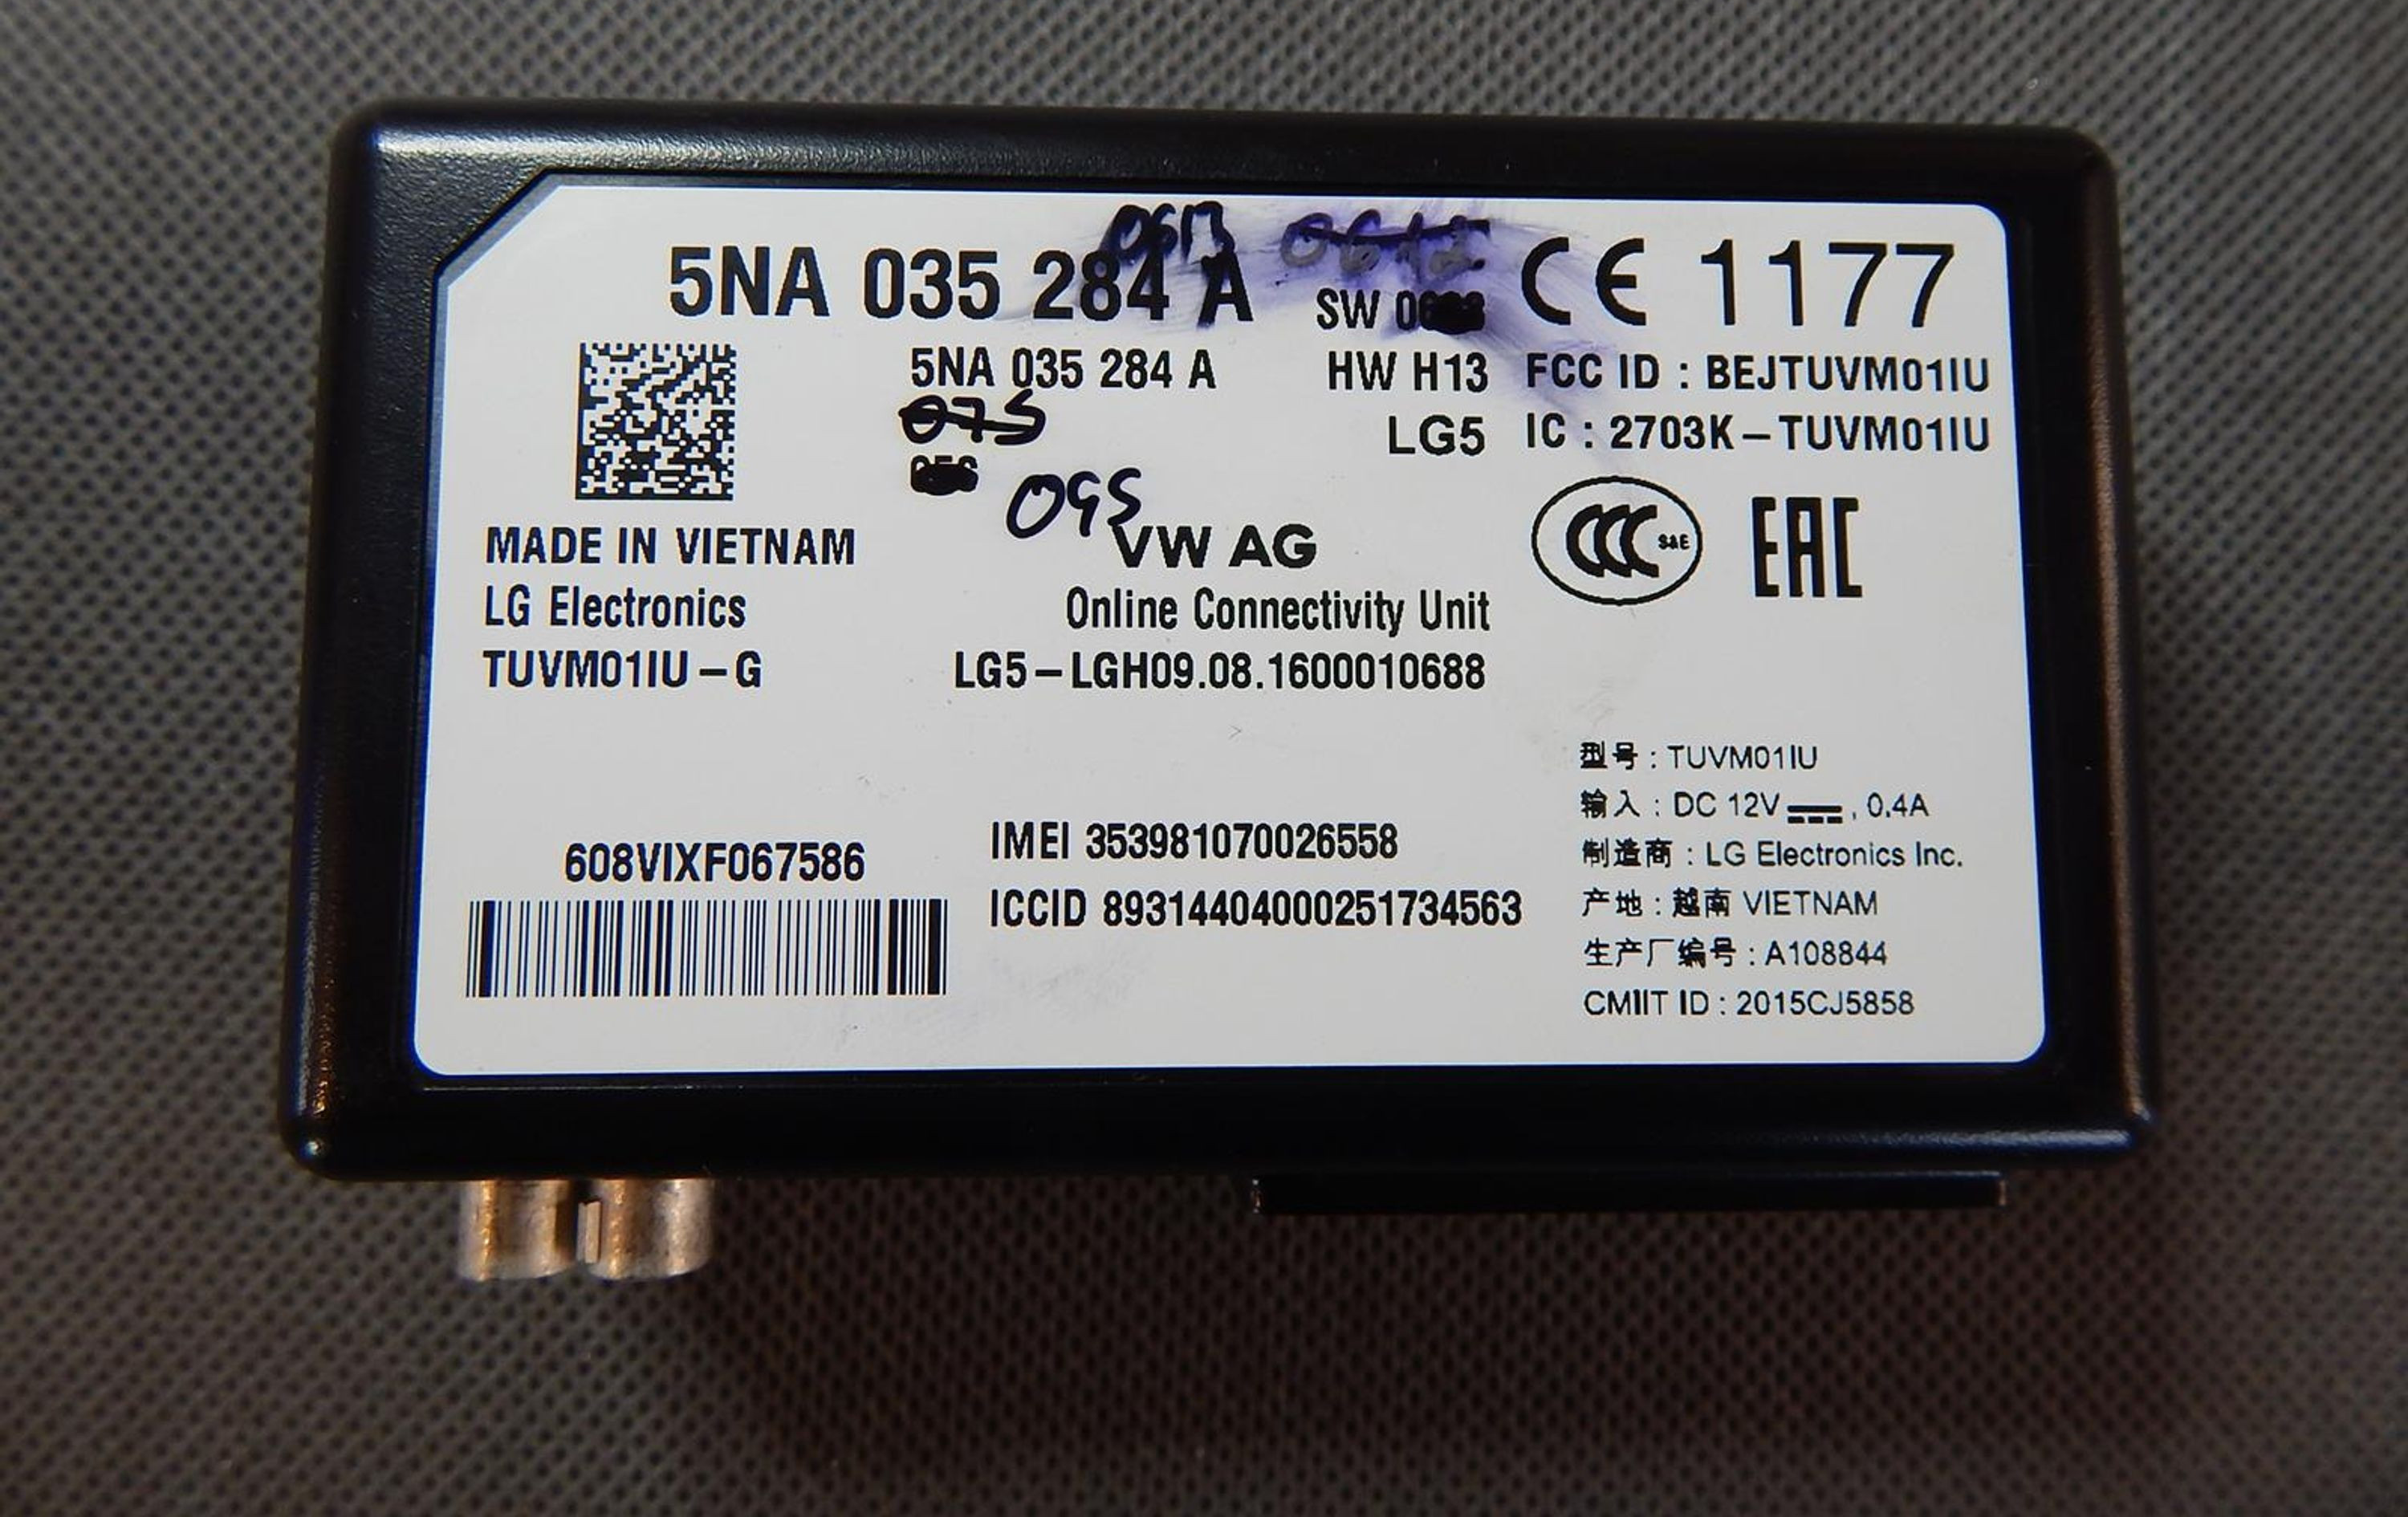 0613
5NA 035 284 A
SW
CE 1177
5NA 035 284 A
HW H13
FCC ID : BEJTUVM01IU
075
LG5
IC : 2703K-TUVM01IU
095
CCC S&E
EAC
MADE IN VIETNAM
VW AG
LG Electronics
Online Connectivity Unit
TUVM01IU-G
LG5-LGH09.08.1600010688
型号 : TUVM01IU
输入 : DC 12V ⎓ , 0.4A
制造商 : LG Electronics Inc.
产地 : 越南 VIETNAM
生产厂编号 : A108844
CMIIT ID : 2015CJ5858
608VIXF067586
IMEI 353981070026558
ICCID 89314404000251734563